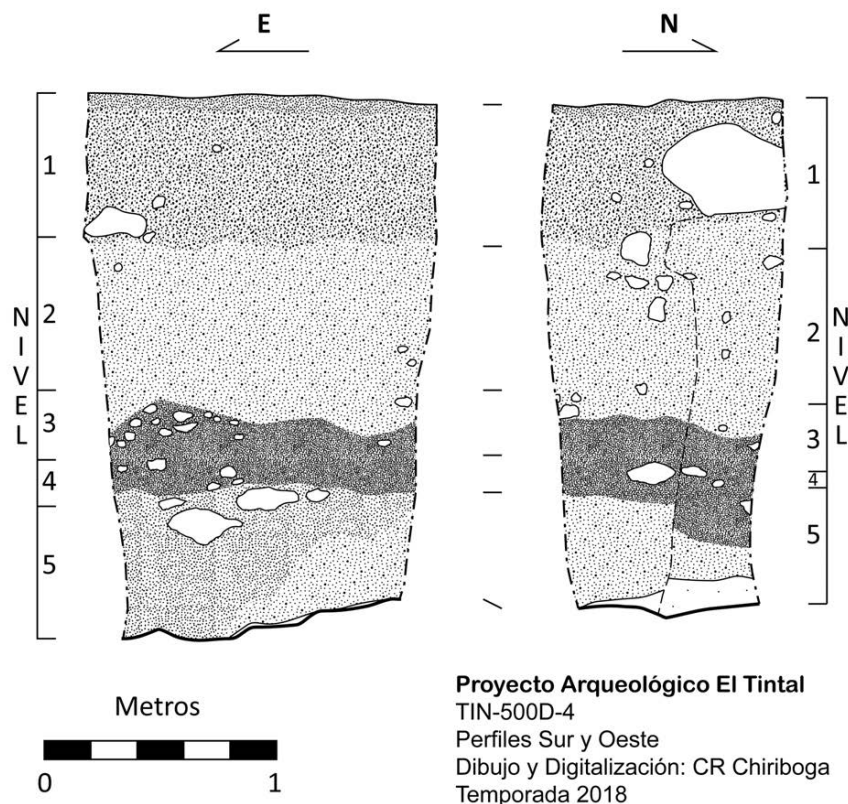 E
N
1
2
3
4
5
NIVEL
1
2
3
4
5
NIVEL
Metros
0 1
Proyecto Arqueológico El Tintal
TIN-500D-4
Perfiles Sur y Oeste
Dibujo y Digitalización: CR Chiriboga
Temporada 2018